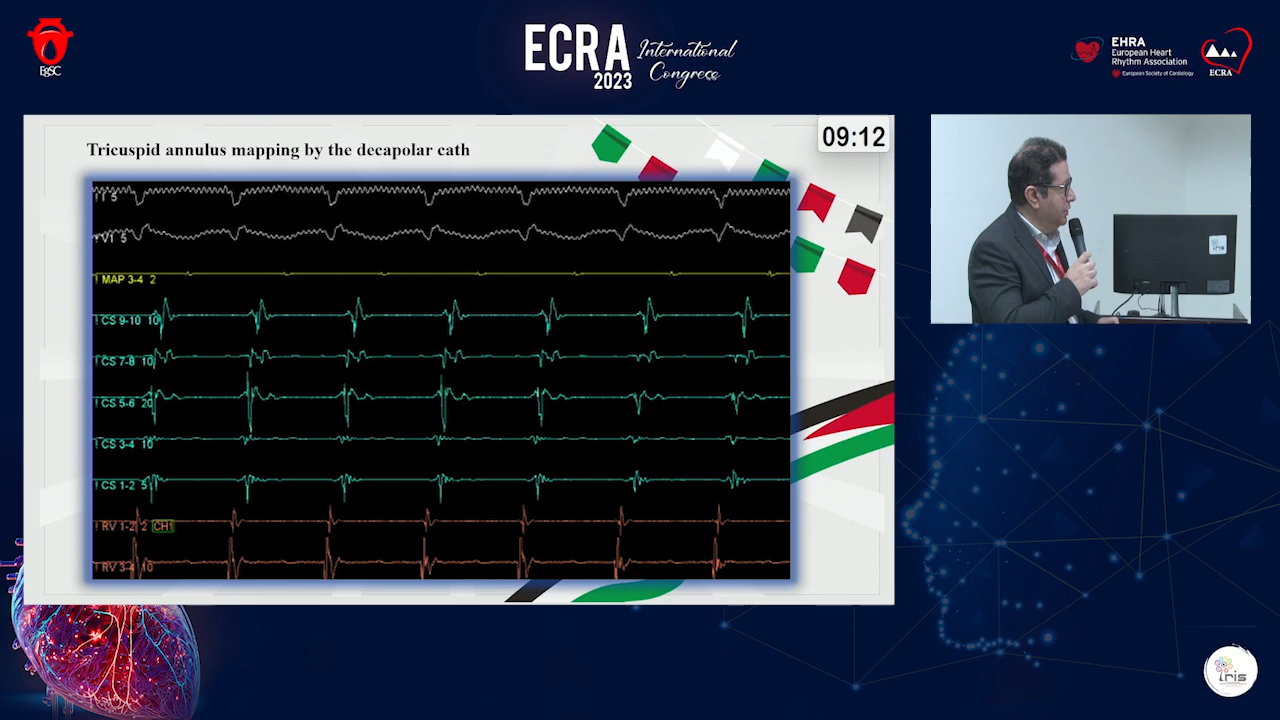 EgSC
ECRA
2023
International
Congress
EHRA
European Heart
Rhythm Association
European Society of Cardiology
ECRA
Tricuspid annulus mapping by the decapolar cath
09:12
I 5
V1 5
MAP 3-4 2
CS 9-10 10
CS 7-8 10
CS 5-6 20
CS 3-4 10
CS 1-2 5
RV 1-2 2 CH1
RV 3-4 10
iris
iris